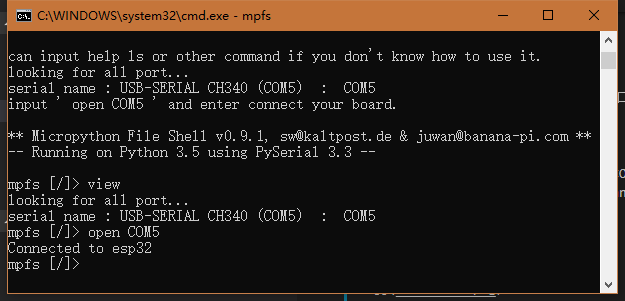 C:\WINDOWS\system32\cmd.exe - mpfs
can input help ls or other command if you don't know how to use it.
looking for all port...
serial name : USB-SERIAL CH340 (COM5)  :  COM5
input ' open COM5 ' and enter connect your board.
** Micropython File Shell v0.9.1, sw@kaltpost.de & juwan@banana-pi.com **
-- Running on Python 3.5 using PySerial 3.3 --
mpfs [/]> view
looking for all port...
serial name : USB-SERIAL CH340 (COM5)  :  COM5
mpfs [/]> open COM5
Connected to esp32
mpfs [/]>